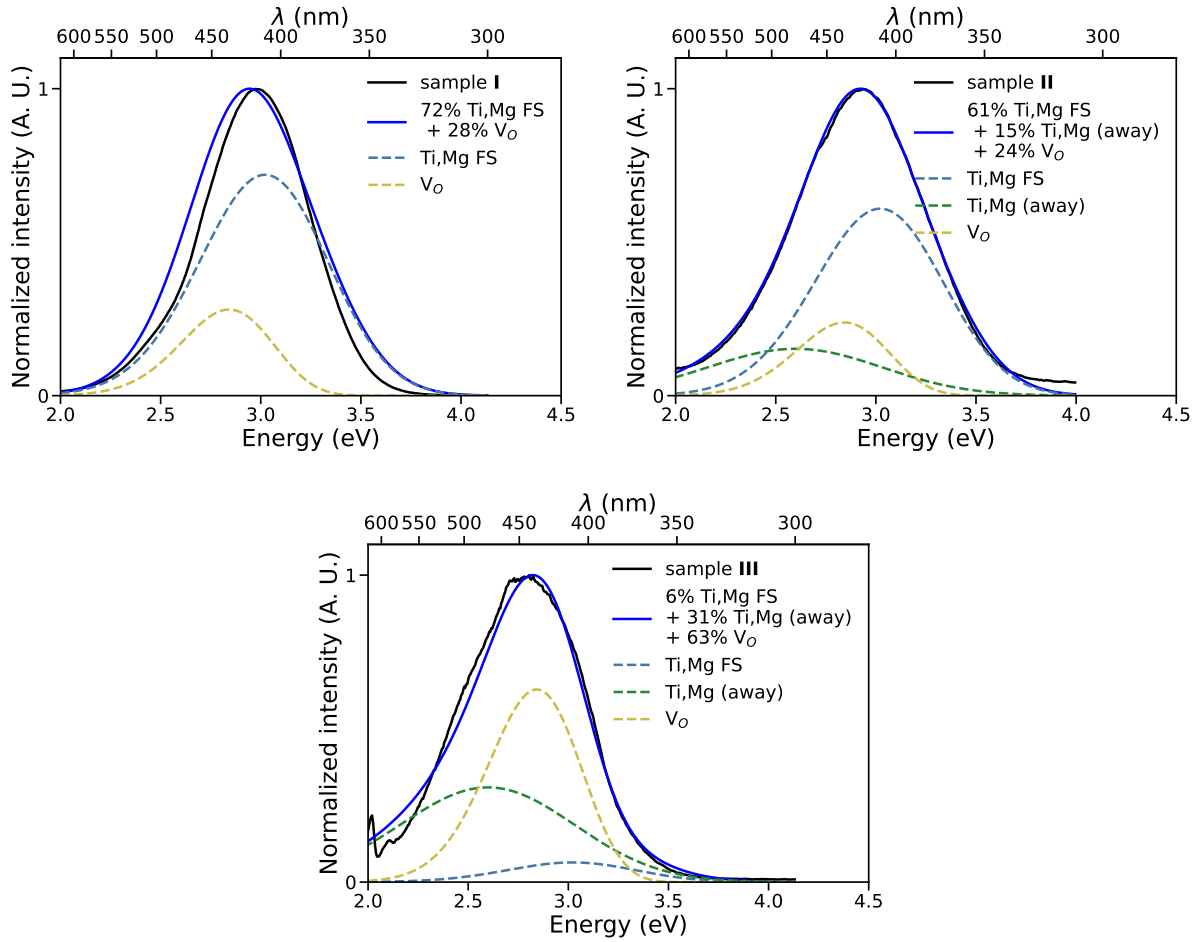 λ (nm)
600 550 500 450 400 350 300
Normalized intensity (A. U.)
1
0
sample I
72% Ti,Mg FS
+ 28% V_O
Ti,Mg FS
V_O
2.0 2.5 3.0 3.5 4.0 4.5
Energy (eV)
λ (nm)
600 550 500 450 400 350 300
Normalized intensity (A. U.)
1
0
sample II
61% Ti,Mg FS
+ 15% Ti,Mg (away)
+ 24% V_O
Ti,Mg FS
Ti,Mg (away)
V_O
2.0 2.5 3.0 3.5 4.0 4.5
Energy (eV)
λ (nm)
600 550 500 450 400 350 300
Normalized intensity (A. U.)
1
0
sample III
6% Ti,Mg FS
+ 31% Ti,Mg (away)
+ 63% V_O
Ti,Mg FS
Ti,Mg (away)
V_O
2.0 2.5 3.0 3.5 4.0 4.5
Energy (eV)